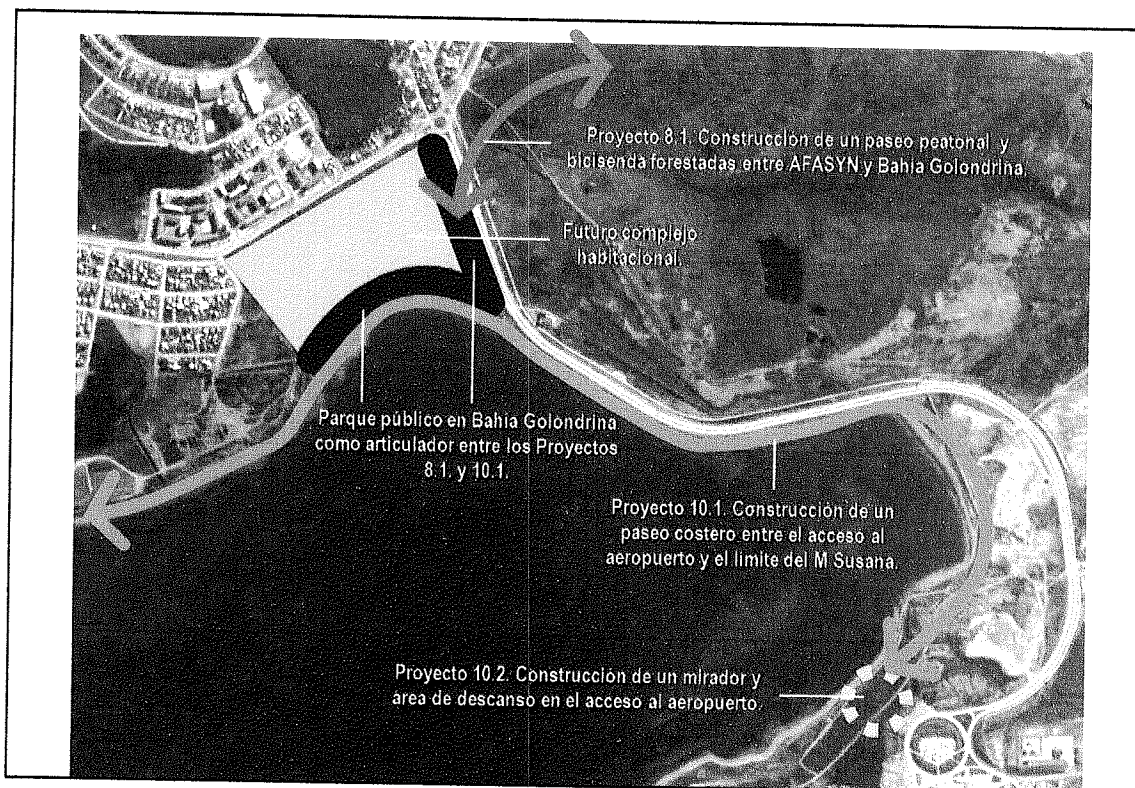 Proyecto 8.1. Construcción de un paseo peatonal y
bicisenda forestadas entre AFASYN y Bahía Golondrina.
Futuro complejo
habitacional.
Parque público en Bahía Golondrina
como articulador entre los Proyectos
8.1. y 10.1.
Proyecto 10.1. Construcción de un
paseo costero entre el acceso al
aeropuerto y el límite del M Susana.
Proyecto 10.2. Construcción de un mirador y
area de descanso en el acceso al aeropuerto.